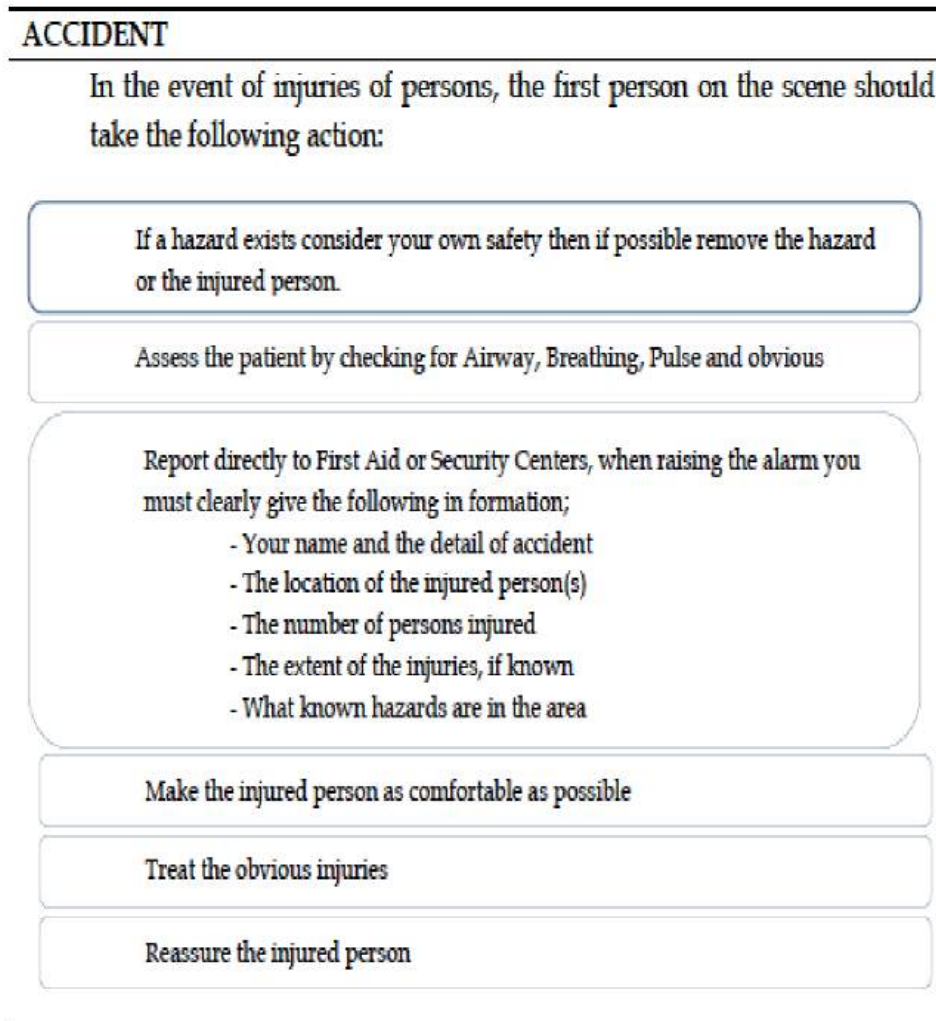 ACCIDENT
In the event of injuries of persons, the first person on the scene should
take the following action:
If a hazard exists consider your own safety then if possible remove the hazard
or the injured person.
Assess the patient by checking for Airway, Breathing, Pulse and obvious
Report directly to First Aid or Security Centers, when raising the alarm you
must clearly give the following in formation;
- Your name and the detail of accident
- The location of the injured person(s)
- The number of persons injured
- The extent of the injuries, if known
- What known hazards are in the area
Make the injured person as comfortable as possible
Treat the obvious injuries
Reassure the injured person